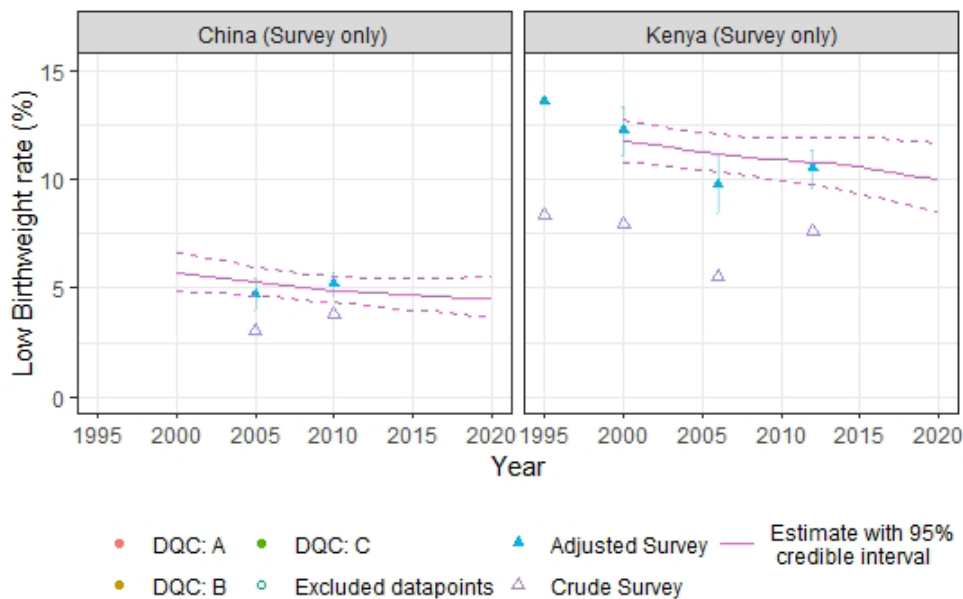 China (Survey only) Kenya (Survey only)
Low Birthweight rate (%)
15
10
5
0
1995 2000 2005 2010 2015 2020 1995 2000 2005 2010 2015 2020
Year
DQC: A DQC: C Adjusted Survey Estimate with 95%
credible interval
DQC: B Excluded datapoints Crude Survey